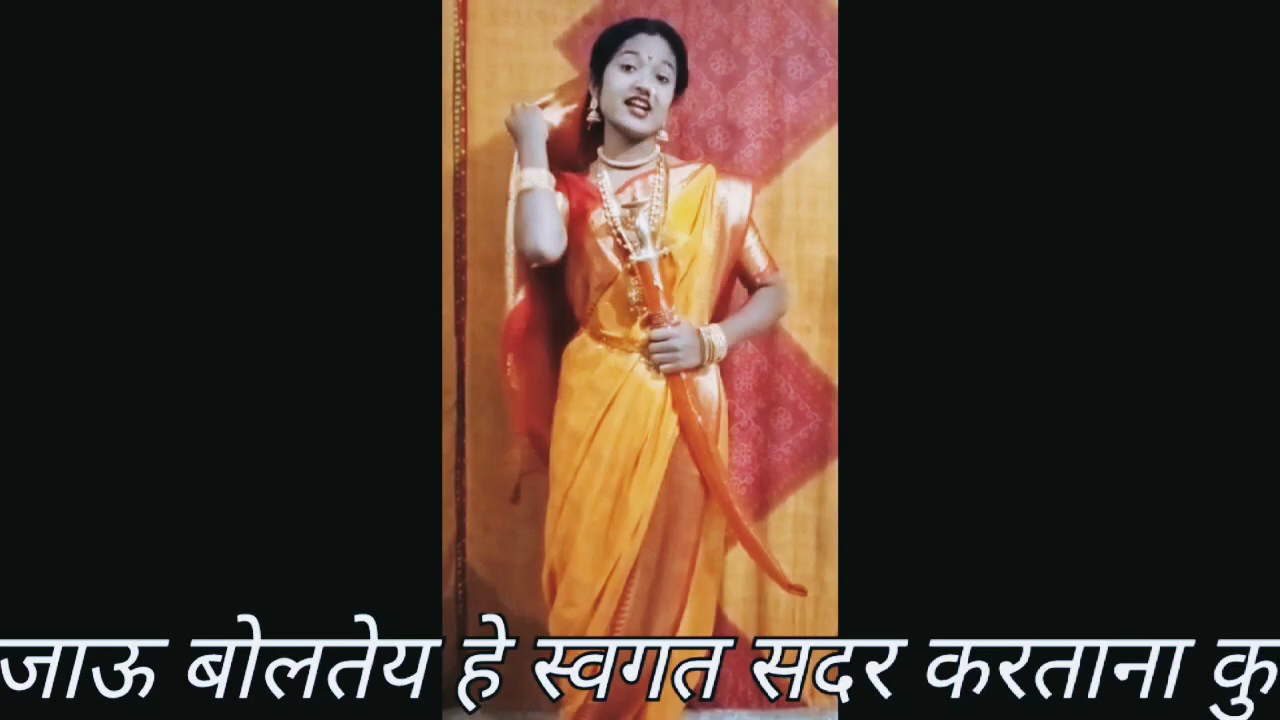 जाऊ बोलतेय हे स्वगत सदर करताना कु